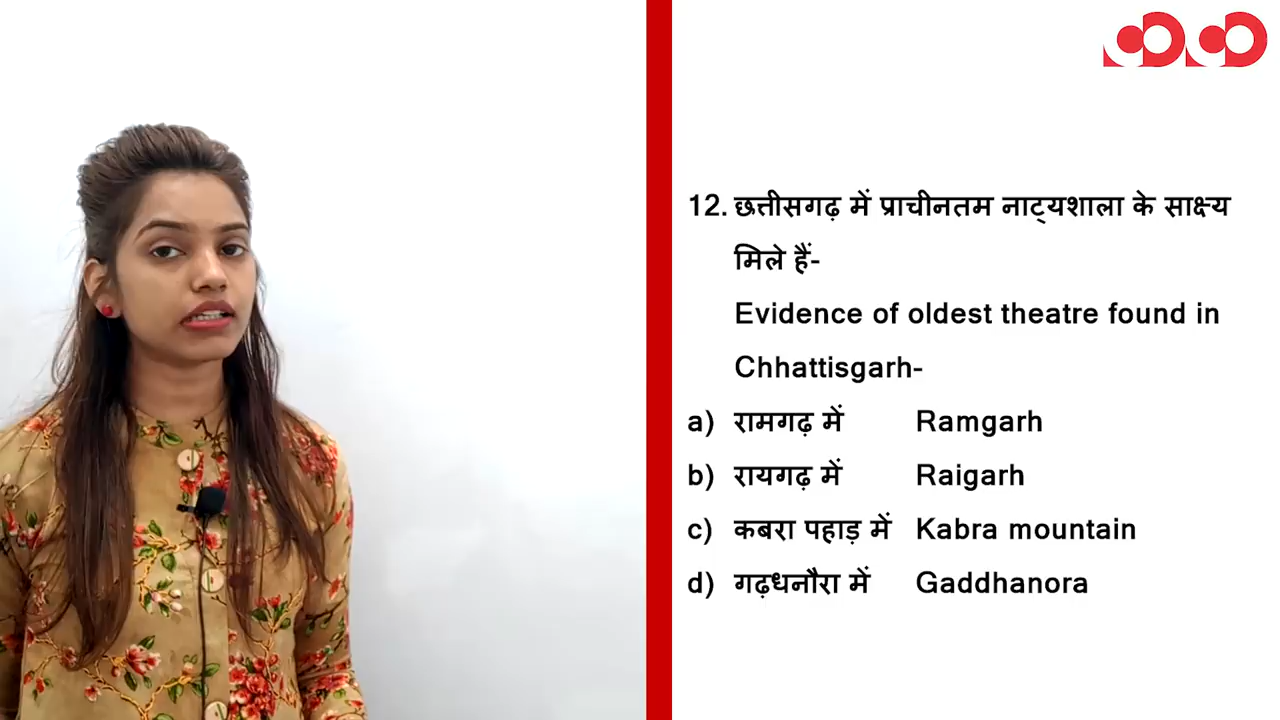 12. छत्तीसगढ़ में प्राचीनतम नाट्यशाला के साक्ष्य
मिले हैं-
Evidence of oldest theatre found in
Chhattisgarh-
a) रामगढ़ में Ramgarh
b) रायगढ़ में Raigarh
c) कबरा पहाड़ में Kabra mountain
d) गढ़धनौरा में Gaddhanora